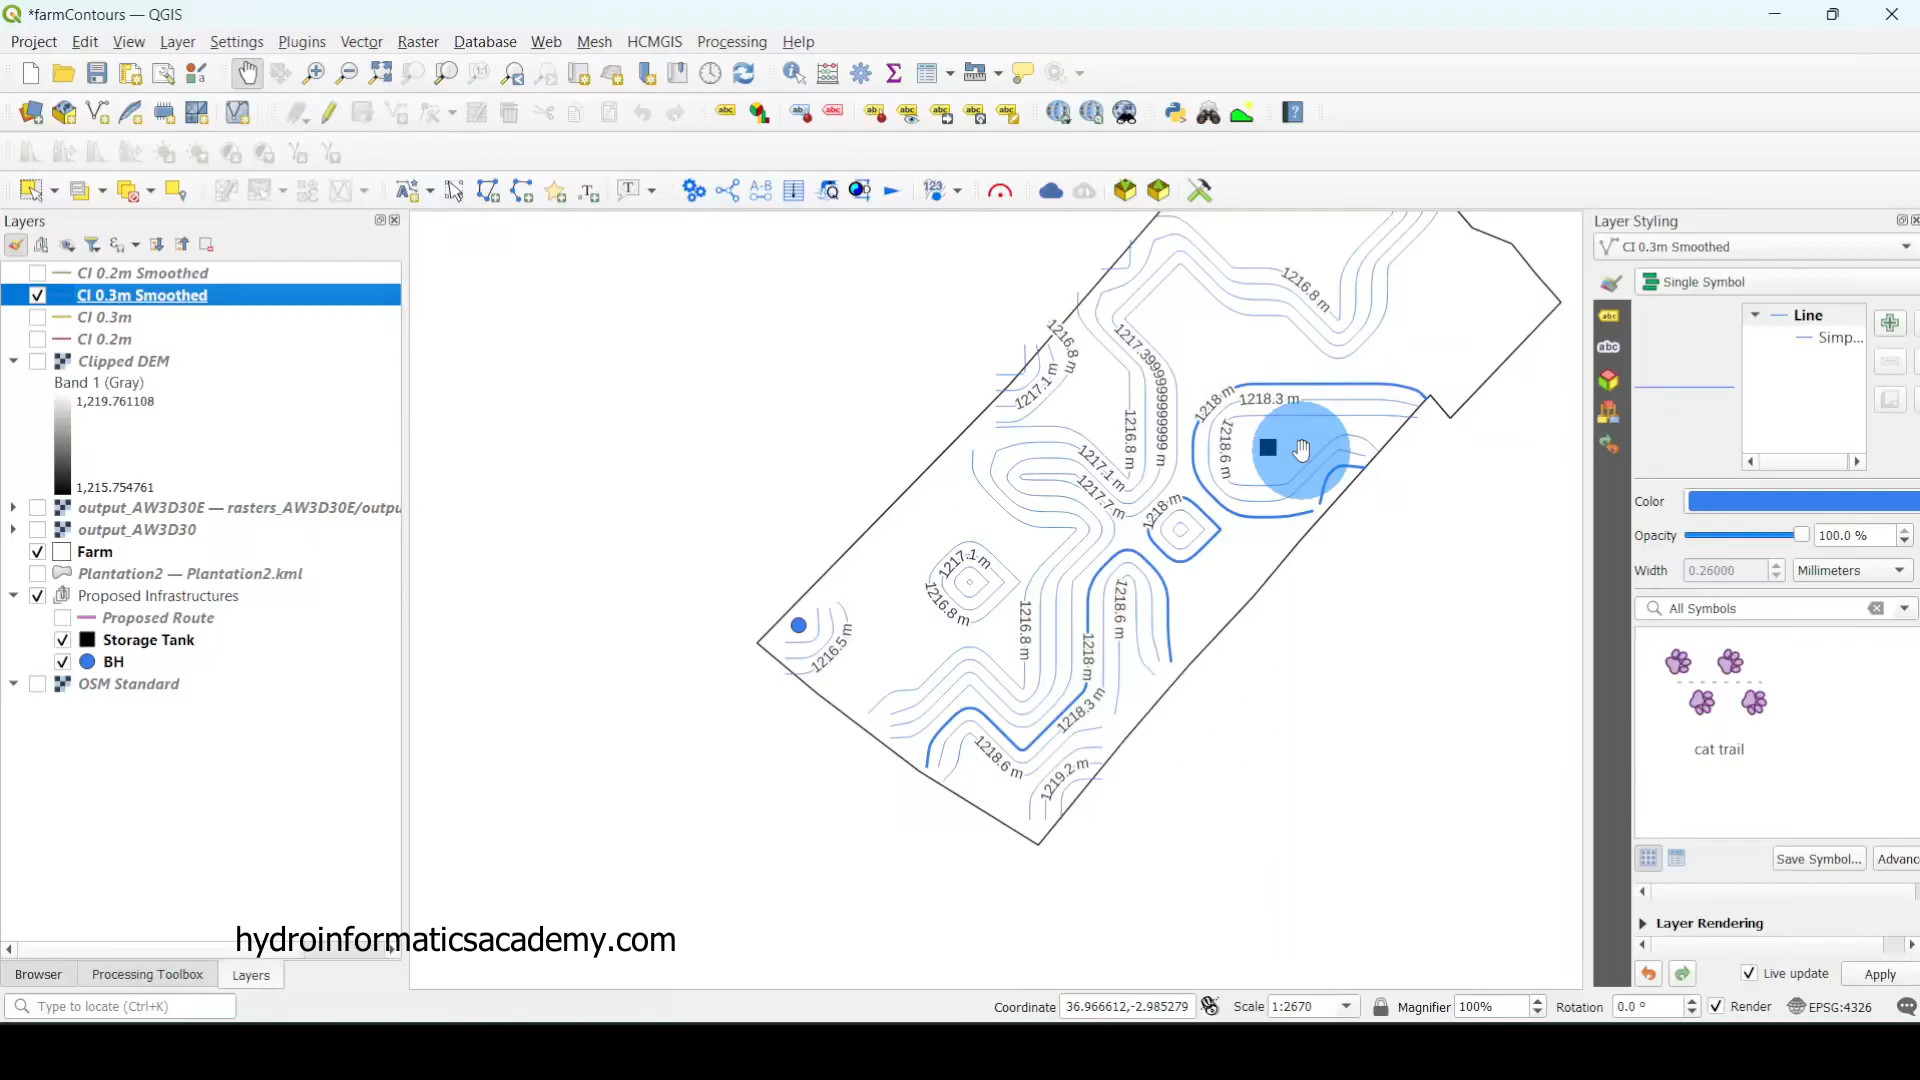 *farmContours — QGIS
Project Edit View Layer Settings Plugins Vector Raster Database Web Mesh HCMGIS Processing Help
Layers
CI 0.2m Smoothed
CI 0.3m Smoothed
CI 0.3m
CI 0.2m
Clipped DEM
Band 1 (Gray)
1,219.761108
1,215.754761
output_AW3D30E — rasters_AW3D30E/outpu
output_AW3D30
Farm
Plantation2 — Plantation2.kml
Proposed Infrastructures
Proposed Route
Storage Tank
BH
OSM Standard
1216.8 m
1216.8 m
1217.1 m
1217.3999999999999 m
1216.8 m
1218 m
1218.3 m
1218.6 m
1217.1 m
1217.7 m
1218 m
1217.1 m
1216.8 m
1216.8 m
1218.6 m
1218 m
1216.5 m
1218.3 m
1218.6 m
1219.2 m
Layer Styling
CI 0.3m Smoothed
Single Symbol
Line
Simp...
Color
Opacity 100.0 %
Width 0.26000 Millimeters
All Symbols
cat trail
Save Symbol... Advanc
Layer Rendering
Live update Apply
hydroinformaticsacademy.com
Browser Processing Toolbox Layers
Type to locate (Ctrl+K) Coordinate 36.966612,-2.985279 Scale 1:2670 Magnifier 100% Rotation 0.0 ° Render EPSG:4326